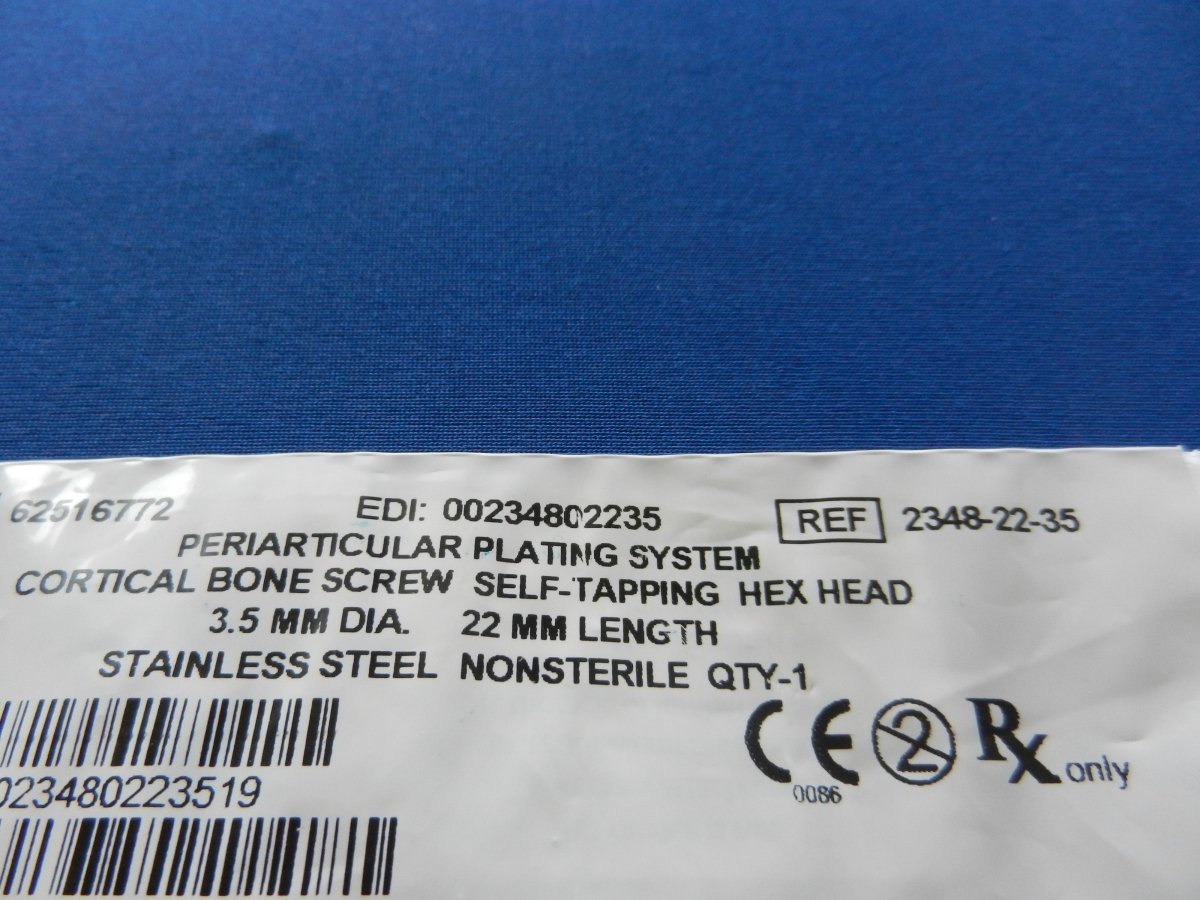 62516772 EDI: 00234802235 REF 2348-22-35
PERIARTICULAR PLATING SYSTEM
CORTICAL BONE SCREW SELF-TAPPING HEX HEAD
3.5 MM DIA. 22 MM LENGTH
STAINLESS STEEL NONSTERILE QTY-1
CE 2 Rx only
0086
023480223519